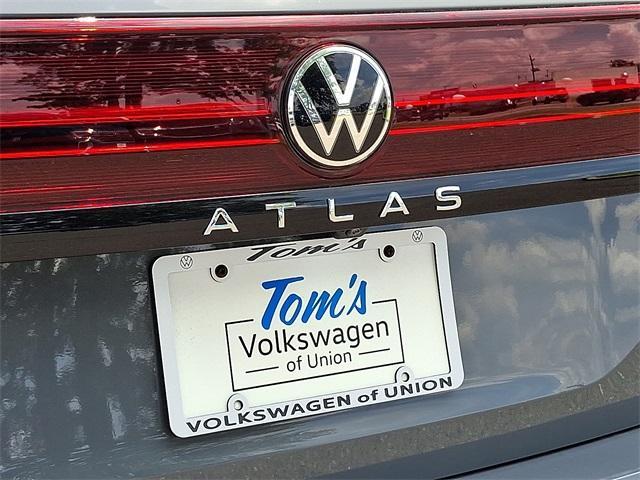 ATLAS
Tom's
Tom's
Volkswagen
of Union
VOLKSWAGEN of UNION